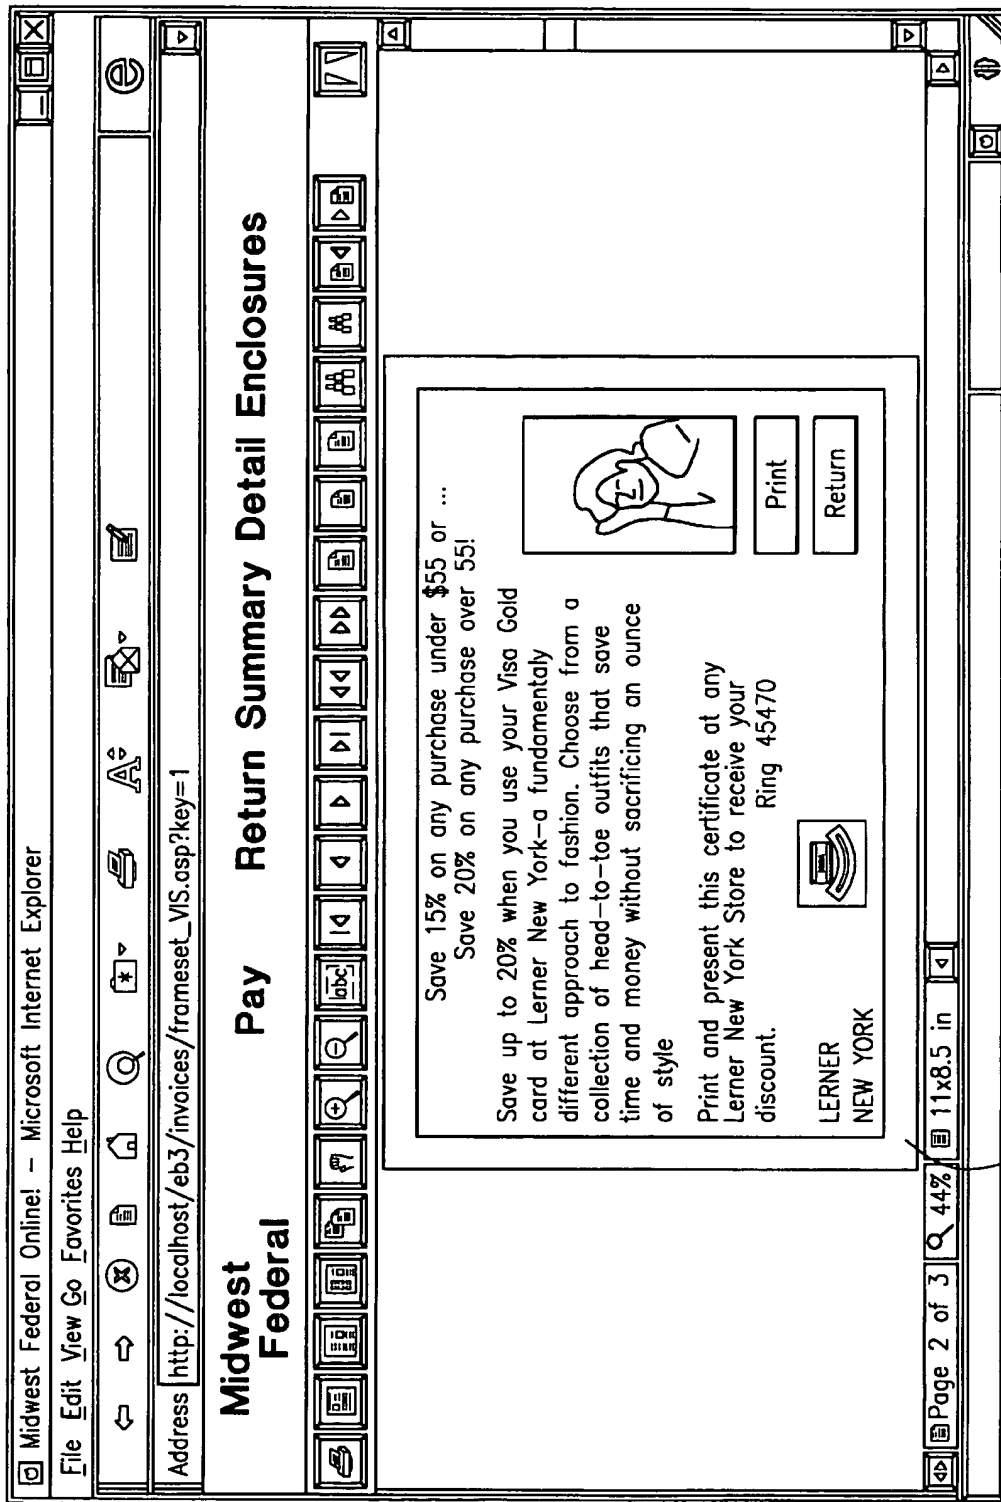 Midwest Federal Online! – Microsoft Internet Explorer
File Edit View Go Favorites Help
Address http://localhost/eb3/invoices/frameset_VIS.asp?key=1
Midwest
Federal
Pay Return Summary Detail Enclosures
abc
Save 15% on any purchase under $55 or ...
Save 20% on any purchase over 55!
Save up to 20% when you use your Visa Gold
card at Lerner New York–a fundamentaly
different approach to fashion. Choose from a
collection of head–to–toe outfits that save
time and money without sacrificing an ounce
of style
Print and present this certificate at any
Lerner New York Store to receive your
discount.
Ring 45470
LERNER
NEW YORK
Print
Return
Page 2 of 3 44% 11x8.5 in